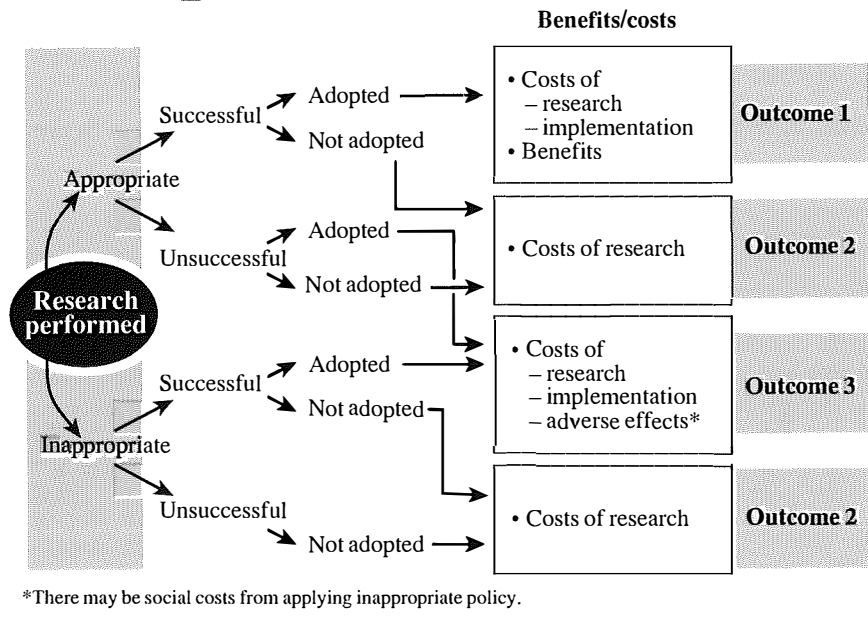 Benefits/costs
Research
performed
Appropriate
Successful
Adopted
Not adopted
Unsuccessful
Adopted
Not adopted
Inappropriate
Successful
Adopted
Not adopted
Unsuccessful
Not adopted
• Costs of
– research
– implementation
• Benefits
Outcome 1
• Costs of research
Outcome 2
• Costs of
– research
– implementation
– adverse effects*
Outcome 3
• Costs of research
Outcome 2
*There may be social costs from applying inappropriate policy.